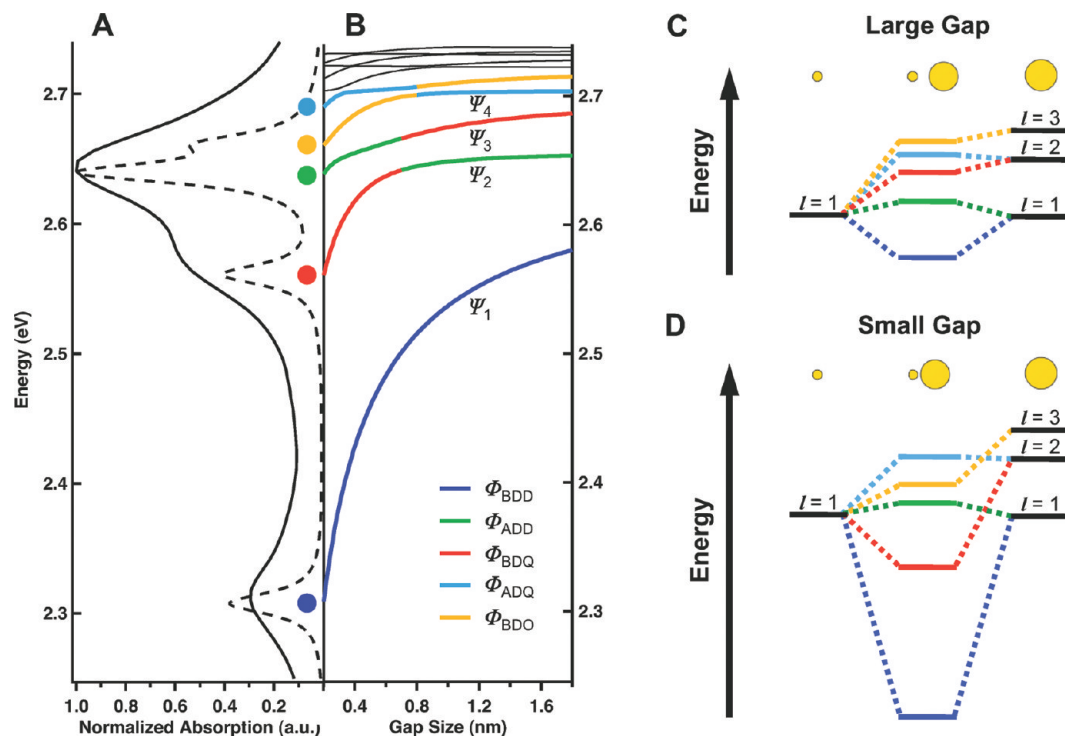 A
B
2.7
2.6
2.5
2.4
2.3
Energy (eV)
1.0 0.8 0.6 0.4 0.2
Normalized Absorption (a.u.)
Ψ4
Ψ3
Ψ2
Ψ1
ΦBDD
ΦADD
ΦBDQ
ΦADQ
ΦBDO
2.7
2.6
2.5
2.4
2.3
0.4 0.8 1.2 1.6
Gap Size (nm)
C
Large Gap
Energy
l = 1
l = 3
l = 2
l = 1
D
Small Gap
Energy
l = 1
l = 3
l = 2
l = 1